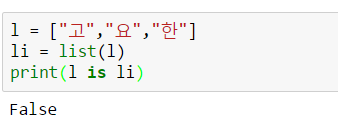 l = ["고","요","한"]
li = list(l)
print(l is li)
False